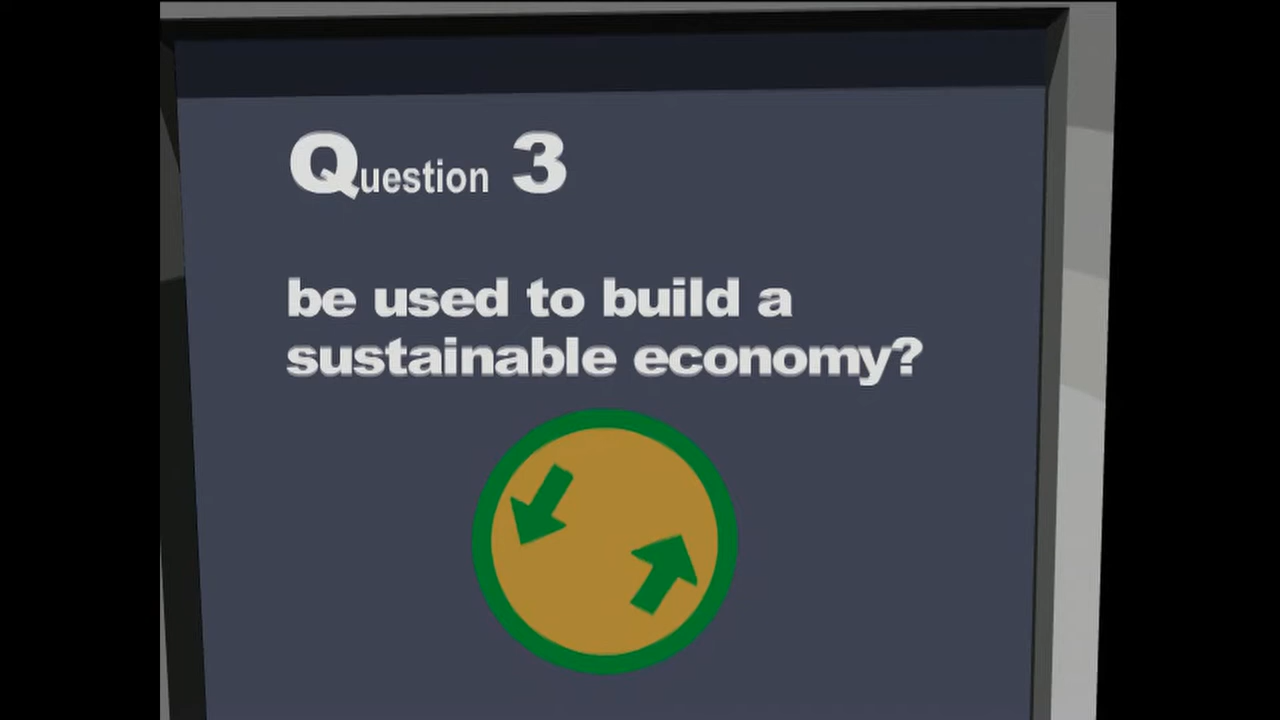 Question 3
be used to build a
sustainable economy?